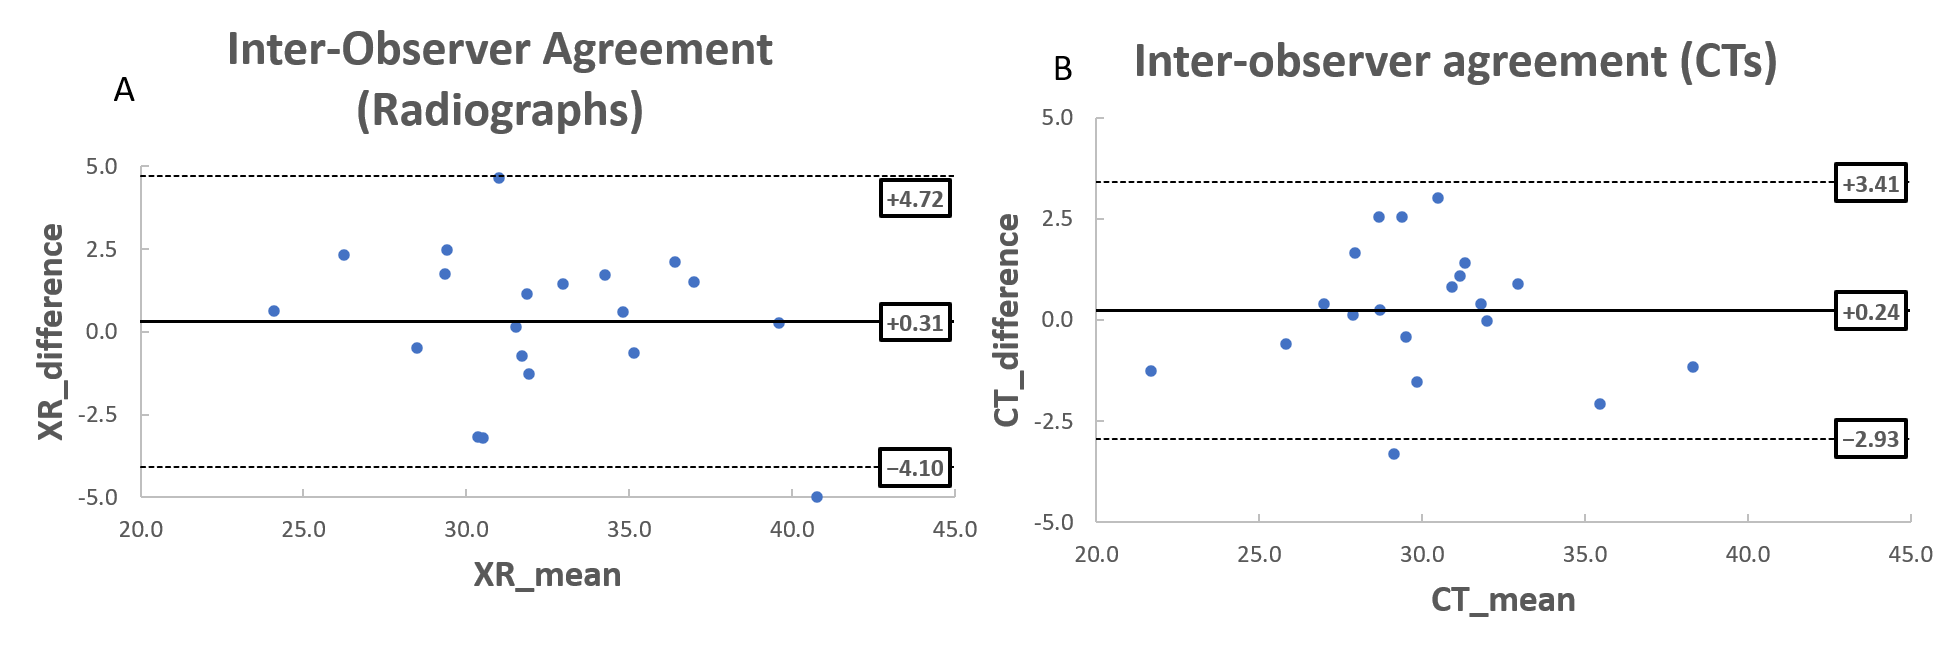 Inter-Observer Agreement
(Radiographs)
A
5.0
2.5
0.0
-2.5
-5.0
XR_difference
+4.72
+0.31
−4.10
20.0 25.0 30.0 35.0 40.0 45.0
XR_mean
B
Inter-observer agreement (CTs)
5.0
2.5
0.0
-2.5
-5.0
CT_difference
+3.41
+0.24
−2.93
20.0 25.0 30.0 35.0 40.0 45.0
CT_mean